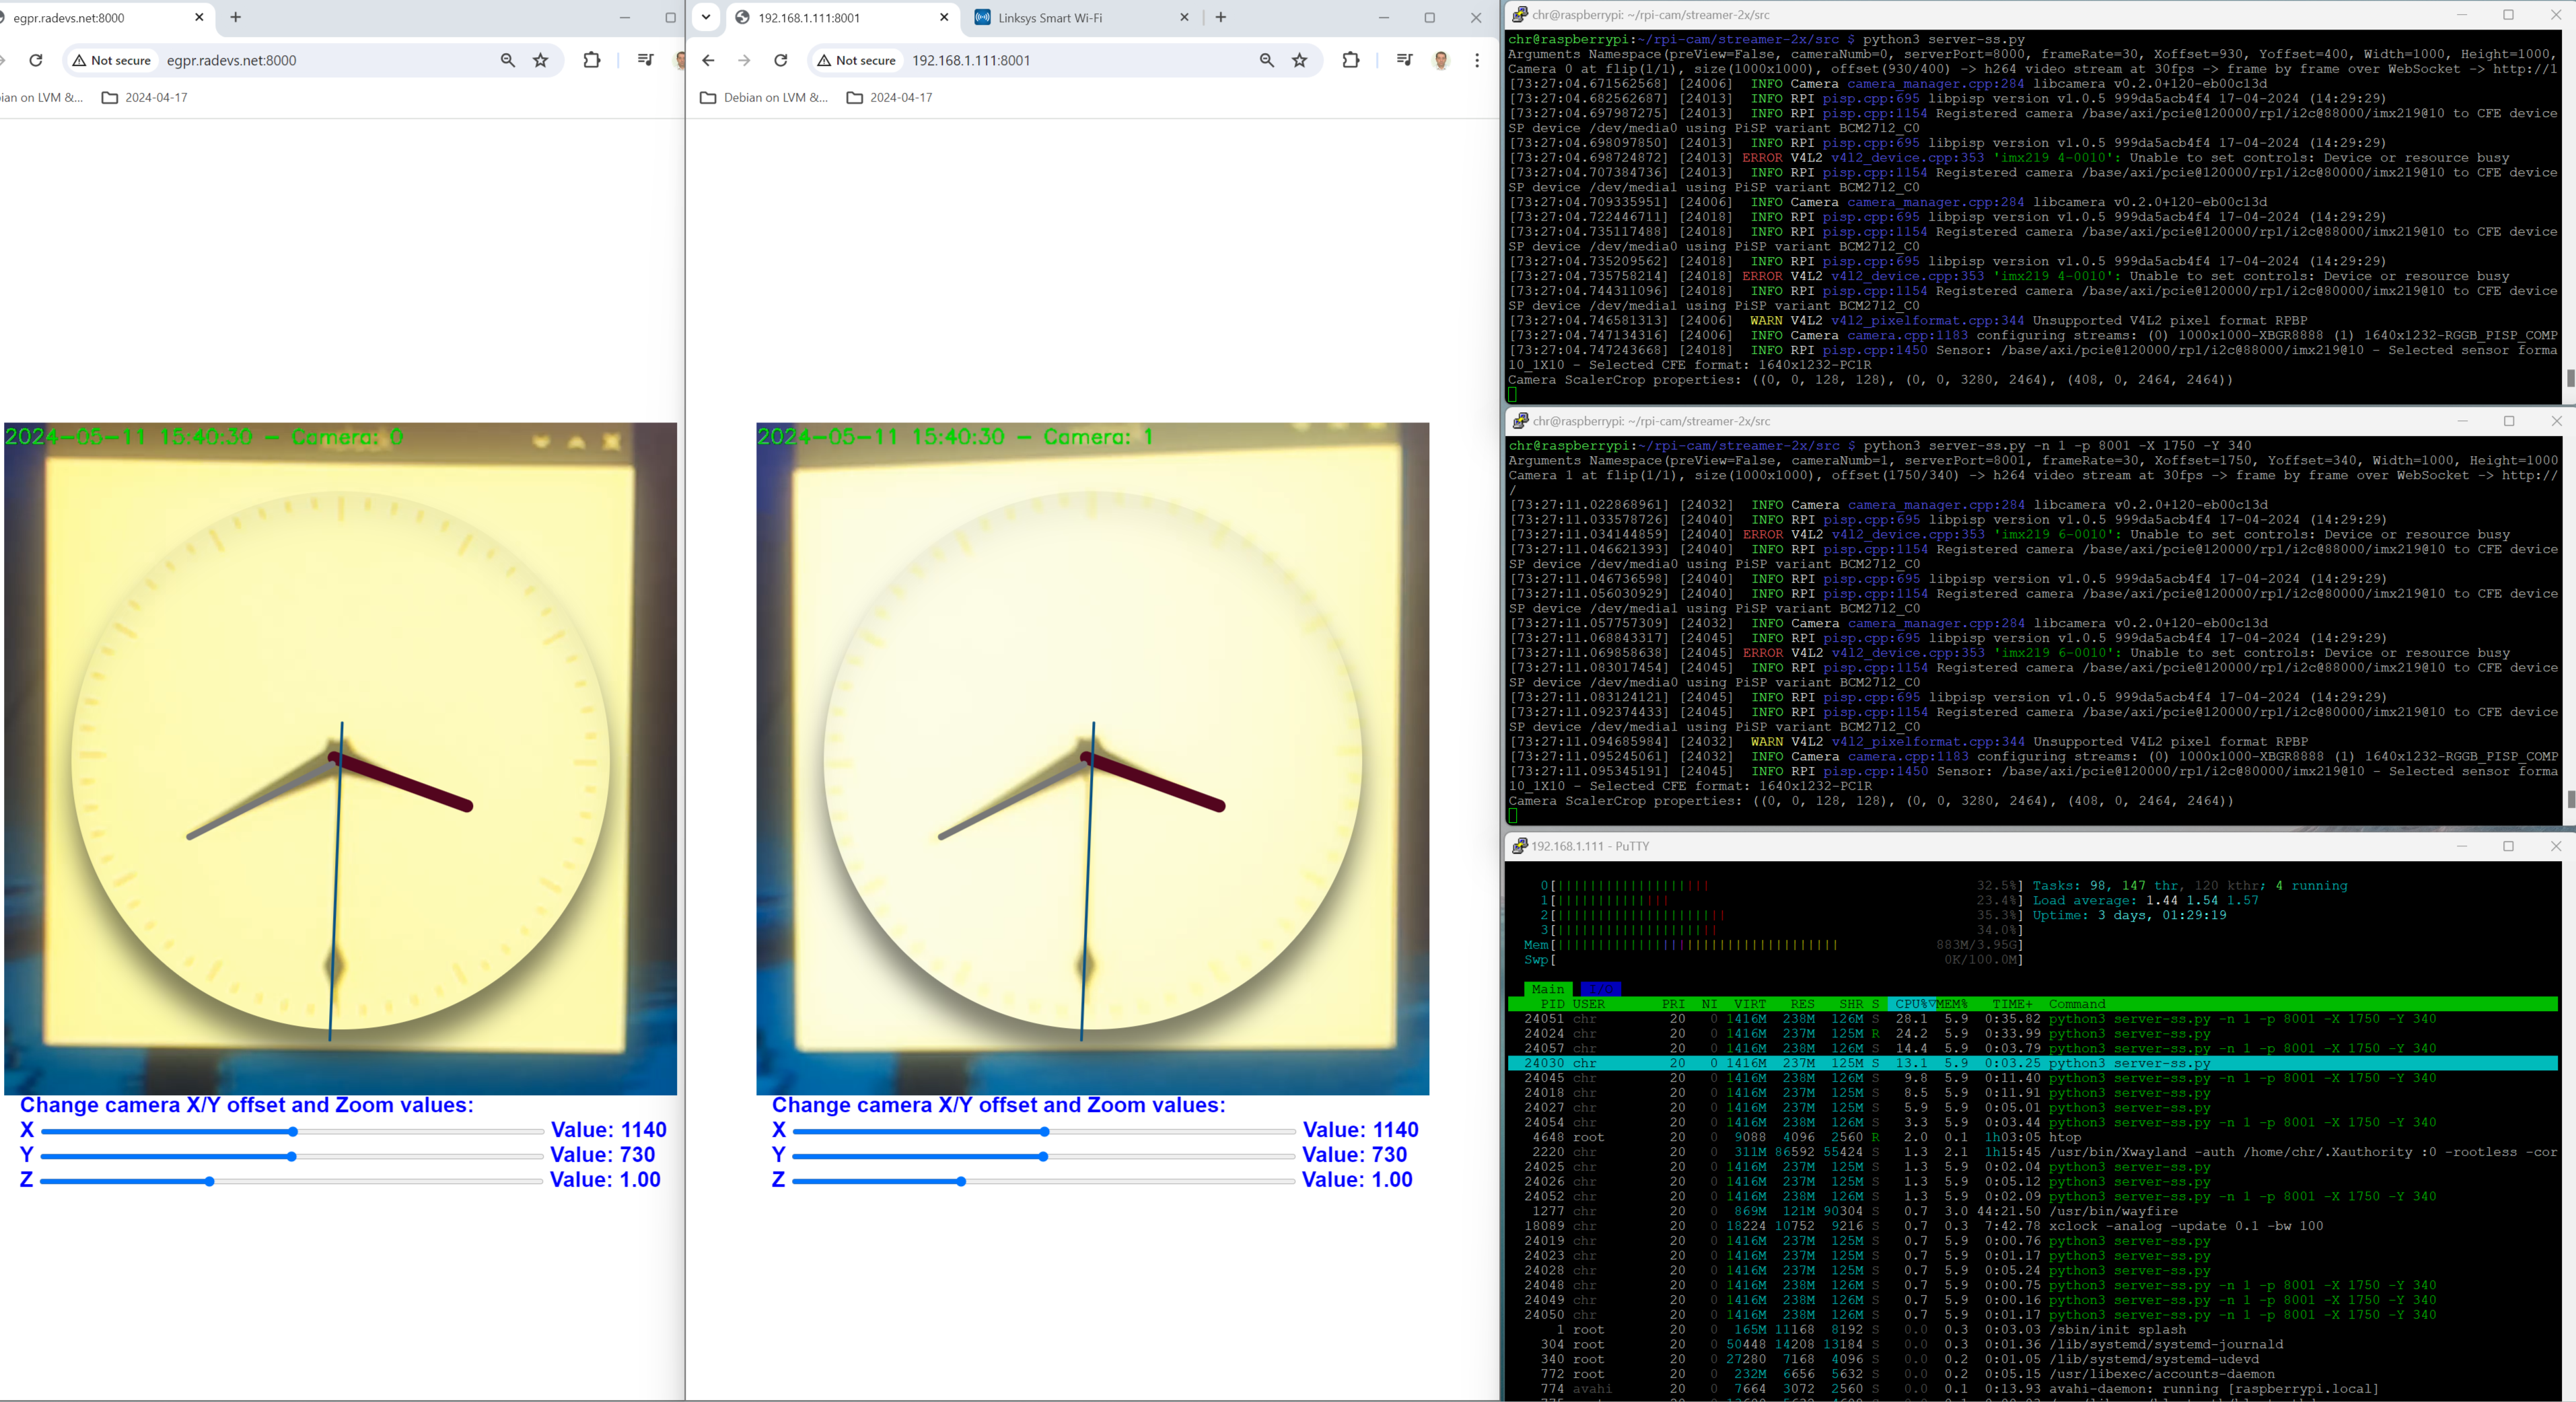 egpr.radevs.net:8000
Not secure egpr.radevs.net:8000
ian on LVM &... 2024-04-17
2024-05-11 15:40:30 - Camera: 0
Change camera X/Y offset and Zoom values:
X Value: 1140
Y Value: 730
Z Value: 1.00
192.168.1.111:8001 Linksys Smart Wi-Fi
Not secure 192.168.1.111:8001
Debian on LVM &... 2024-04-17
2024-05-11 15:40:30 - Camera: 1
Change camera X/Y offset and Zoom values:
X Value: 1140
Y Value: 730
Z Value: 1.00
chr@raspberrypi: ~/rpi-cam/streamer-2x/src
chr@raspberrypi:~/rpi-cam/streamer-2x/src $ python3 server-ss.py
Arguments Namespace(preView=False, cameraNumb=0, serverPort=8000, frameRate=30, Xoffset=930, Yoffset=400, Width=1000, Height=1000,
Camera 0 at flip(1/1), size(1000x1000), offset(930/400) -> h264 video stream at 30fps -> frame by frame over WebSocket -> http://1
[73:27:04.671562568] [24006] INFO Camera camera_manager.cpp:284 libcamera v0.2.0+120-eb00c13d
[73:27:04.682562687] [24013] INFO RPI pisp.cpp:695 libpisp version v1.0.5 999da5acb4f4 17-04-2024 (14:29:29)
[73:27:04.697987275] [24013] INFO RPI pisp.cpp:1154 Registered camera /base/axi/pcie@120000/rp1/i2c@88000/imx219@10 to CFE device
SP device /dev/media0 using PiSP variant BCM2712_C0
[73:27:04.698097850] [24013] INFO RPI pisp.cpp:695 libpisp version v1.0.5 999da5acb4f4 17-04-2024 (14:29:29)
[73:27:04.698724872] [24013] ERROR V4L2 v4l2_device.cpp:353 'imx219 4-0010': Unable to set controls: Device or resource busy
[73:27:04.707384736] [24013] INFO RPI pisp.cpp:1154 Registered camera /base/axi/pcie@120000/rp1/i2c@80000/imx219@10 to CFE device
SP device /dev/media1 using PiSP variant BCM2712_C0
[73:27:04.709335951] [24006] INFO Camera camera_manager.cpp:284 libcamera v0.2.0+120-eb00c13d
[73:27:04.722446711] [24018] INFO RPI pisp.cpp:695 libpisp version v1.0.5 999da5acb4f4 17-04-2024 (14:29:29)
[73:27:04.735117488] [24018] INFO RPI pisp.cpp:1154 Registered camera /base/axi/pcie@120000/rp1/i2c@88000/imx219@10 to CFE device
SP device /dev/media0 using PiSP variant BCM2712_C0
[73:27:04.735209562] [24018] INFO RPI pisp.cpp:695 libpisp version v1.0.5 999da5acb4f4 17-04-2024 (14:29:29)
[73:27:04.735758214] [24018] ERROR V4L2 v4l2_device.cpp:353 'imx219 4-0010': Unable to set controls: Device or resource busy
[73:27:04.744311096] [24018] INFO RPI pisp.cpp:1154 Registered camera /base/axi/pcie@120000/rp1/i2c@80000/imx219@10 to CFE device
SP device /dev/media1 using PiSP variant BCM2712_C0
[73:27:04.746581313] [24006] WARN V4L2 v4l2_pixelformat.cpp:344 Unsupported V4L2 pixel format RPBP
[73:27:04.747134316] [24006] INFO Camera camera.cpp:1183 configuring streams: (0) 1000x1000-XBGR8888 (1) 1640x1232-RGGB_PISP_COMP
[73:27:04.747243668] [24018] INFO RPI pisp.cpp:1450 Sensor: /base/axi/pcie@120000/rp1/i2c@88000/imx219@10 - Selected sensor forma
10_1X10 - Selected CFE format: 1640x1232-PC1R
Camera ScalerCrop properties: ((0, 0, 128, 128), (0, 0, 3280, 2464), (408, 0, 2464, 2464))
chr@raspberrypi: ~/rpi-cam/streamer-2x/src
chr@raspberrypi:~/rpi-cam/streamer-2x/src $ python3 server-ss.py -n 1 -p 8001 -X 1750 -Y 340
Arguments Namespace(preView=False, cameraNumb=1, serverPort=8001, frameRate=30, Xoffset=1750, Yoffset=340, Width=1000, Height=1000
Camera 1 at flip(1/1), size(1000x1000), offset(1750/340) -> h264 video stream at 30fps -> frame by frame over WebSocket -> http://
/
[73:27:11.022868961] [24032] INFO Camera camera_manager.cpp:284 libcamera v0.2.0+120-eb00c13d
[73:27:11.033578726] [24040] INFO RPI pisp.cpp:695 libpisp version v1.0.5 999da5acb4f4 17-04-2024 (14:29:29)
[73:27:11.034144859] [24040] ERROR V4L2 v4l2_device.cpp:353 'imx219 6-0010': Unable to set controls: Device or resource busy
[73:27:11.046621393] [24040] INFO RPI pisp.cpp:1154 Registered camera /base/axi/pcie@120000/rp1/i2c@88000/imx219@10 to CFE device
SP device /dev/media0 using PiSP variant BCM2712_C0
[73:27:11.046736598] [24040] INFO RPI pisp.cpp:695 libpisp version v1.0.5 999da5acb4f4 17-04-2024 (14:29:29)
[73:27:11.056030929] [24040] INFO RPI pisp.cpp:1154 Registered camera /base/axi/pcie@120000/rp1/i2c@80000/imx219@10 to CFE device
SP device /dev/media1 using PiSP variant BCM2712_C0
[73:27:11.057757309] [24032] INFO Camera camera_manager.cpp:284 libcamera v0.2.0+120-eb00c13d
[73:27:11.068843317] [24045] INFO RPI pisp.cpp:695 libpisp version v1.0.5 999da5acb4f4 17-04-2024 (14:29:29)
[73:27:11.069858638] [24045] ERROR V4L2 v4l2_device.cpp:353 'imx219 6-0010': Unable to set controls: Device or resource busy
[73:27:11.083017454] [24045] INFO RPI pisp.cpp:1154 Registered camera /base/axi/pcie@120000/rp1/i2c@88000/imx219@10 to CFE device
SP device /dev/media0 using PiSP variant BCM2712_C0
[73:27:11.083124121] [24045] INFO RPI pisp.cpp:695 libpisp version v1.0.5 999da5acb4f4 17-04-2024 (14:29:29)
[73:27:11.092374433] [24045] INFO RPI pisp.cpp:1154 Registered camera /base/axi/pcie@120000/rp1/i2c@80000/imx219@10 to CFE device
SP device /dev/media1 using PiSP variant BCM2712_C0
[73:27:11.094685984] [24032] WARN V4L2 v4l2_pixelformat.cpp:344 Unsupported V4L2 pixel format RPBP
[73:27:11.095245061] [24032] INFO Camera camera.cpp:1183 configuring streams: (0) 1000x1000-XBGR8888 (1) 1640x1232-RGGB_PISP_COMP
[73:27:11.095345191] [24045] INFO RPI pisp.cpp:1450 Sensor: /base/axi/pcie@120000/rp1/i2c@80000/imx219@10 - Selected sensor forma
10_1X10 - Selected CFE format: 1640x1232-PC1R
Camera ScalerCrop properties: ((0, 0, 128, 128), (0, 0, 3280, 2464), (408, 0, 2464, 2464))
192.168.1.111 - PuTTY
0[ 32.5%] Tasks: 98, 147 thr, 120 kthr; 4 running
1[ 23.4%] Load average: 1.44 1.54 1.57
2[ 35.3%] Uptime: 3 days, 01:29:19
3[ 34.0%]
Mem[ 883M/3.95G]
Swp[ 0K/100.0M]
Main I/O
PID USER PRI NI VIRT RES SHR S CPU%▽MEM% TIME+ Command
24051 chr 20 0 1416M 238M 126M S 28.1 5.9 0:35.82 python3 server-ss.py -n 1 -p 8001 -X 1750 -Y 340
24024 chr 20 0 1416M 237M 125M R 24.2 5.9 0:33.99 python3 server-ss.py
24057 chr 20 0 1416M 238M 126M S 14.4 5.9 0:03.79 python3 server-ss.py -n 1 -p 8001 -X 1750 -Y 340
24030 chr 20 0 1416M 237M 125M S 13.1 5.9 0:03.25 python3 server-ss.py
24045 chr 20 0 1416M 238M 126M S 9.8 5.9 0:11.40 python3 server-ss.py -n 1 -p 8001 -X 1750 -Y 340
24018 chr 20 0 1416M 237M 125M S 8.5 5.9 0:11.91 python3 server-ss.py
24027 chr 20 0 1416M 237M 125M S 5.9 5.9 0:05.01 python3 server-ss.py
24054 chr 20 0 1416M 238M 126M S 3.3 5.9 0:03.44 python3 server-ss.py -n 1 -p 8001 -X 1750 -Y 340
4648 root 20 0 9088 4096 2560 R 2.0 0.1 1h03:05 htop
2220 root 20 0 311M 86592 55424 S 1.3 2.1 1h15:45 /usr/bin/Xwayland -auth /home/chr/.Xauthority :0 -rootless -cor
24025 chr 20 0 1416M 237M 125M S 1.3 5.9 0:02.04 python3 server-ss.py
24026 chr 20 0 1416M 237M 125M S 1.3 5.9 0:05.12 python3 server-ss.py
24052 chr 20 0 1416M 238M 126M S 1.3 5.9 0:02.09 python3 server-ss.py -n 1 -p 8001 -X 1750 -Y 340
1277 chr 20 0 869M 121M 90304 S 0.7 3.0 44:21.50 /usr/bin/wayfire
18089 chr 20 0 18224 10752 9216 S 0.7 0.3 7:42.78 xclock -analog -update 0.1 -bw 100
24019 chr 20 0 1416M 237M 125M S 0.7 5.9 0:00.76 python3 server-ss.py
24023 chr 20 0 1416M 237M 125M S 0.7 5.9 0:01.17 python3 server-ss.py
24028 chr 20 0 1416M 237M 125M S 0.7 5.9 0:05.24 python3 server-ss.py
24048 chr 20 0 1416M 238M 126M S 0.7 5.9 0:00.75 python3 server-ss.py -n 1 -p 8001 -X 1750 -Y 340
24049 chr 20 0 1416M 238M 126M S 0.7 5.9 0:00.16 python3 server-ss.py -n 1 -p 8001 -X 1750 -Y 340
24050 chr 20 0 1416M 238M 126M S 0.7 5.9 0:01.17 python3 server-ss.py -n 1 -p 8001 -X 1750 -Y 340
1 root 20 0 165M 11168 8192 S 0.0 0.3 0:03.03 /sbin/init splash
304 root 20 0 50448 14208 13184 S 0.0 0.3 0:01.36 /lib/systemd/systemd-journald
340 root 20 0 27280 7168 4096 S 0.0 0.2 0:01.05 /lib/systemd/systemd-udevd
772 root 20 0 232M 6656 5632 S 0.0 0.2 0:05.15 /usr/libexec/accounts-daemon
774 avahi 20 0 7664 3072 2560 S 0.0 0.1 0:13.93 avahi-daemon: running [raspberrypi.local]